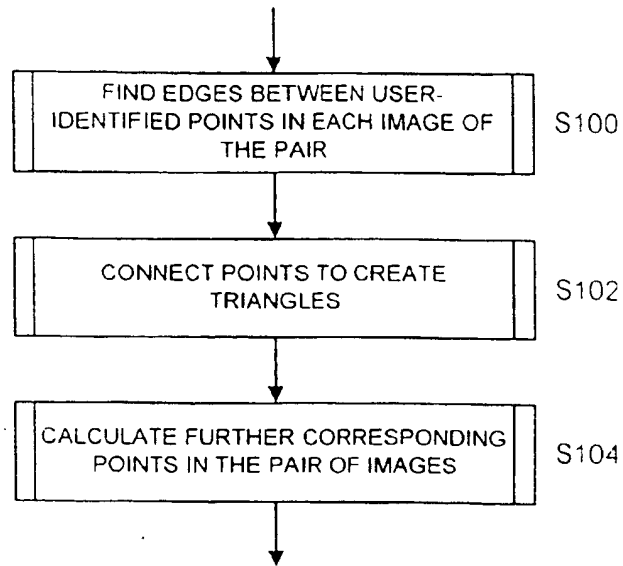 FIND EDGES BETWEEN USER-
IDENTIFIED POINTS IN EACH IMAGE OF
THE PAIR
S100
CONNECT POINTS TO CREATE
TRIANGLES
S102
CALCULATE FURTHER CORRESPONDING
POINTS IN THE PAIR OF IMAGES
S104